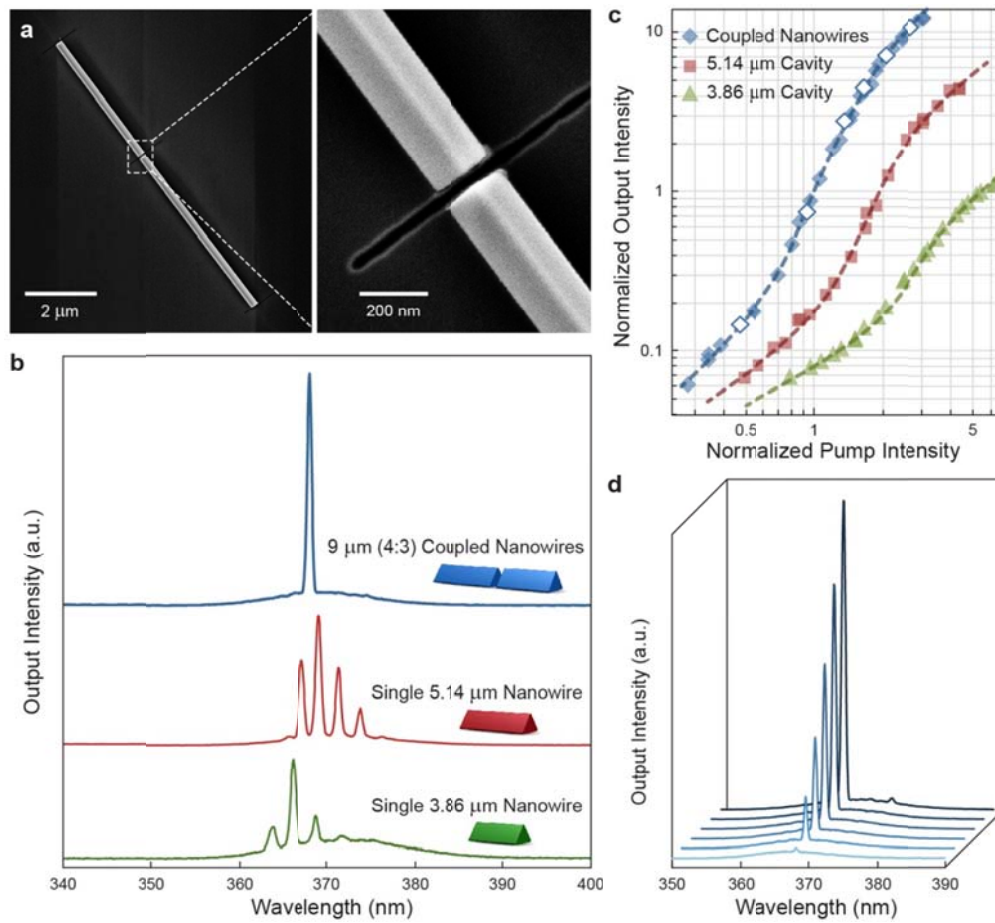 a
2 μm
200 nm
b
Output Intensity (a.u.)
9 μm (4:3) Coupled Nanowires
Single 5.14 μm Nanowire
Single 3.86 μm Nanowire
340
350
360
370
380
390
400
Wavelength (nm)
c
Normalized Output Intensity
10
1
0.1
Coupled Nanowires
5.14 μm Cavity
3.86 μm Cavity
0.5
1
5
Normalized Pump Intensity
d
Output Intensity (a.u.)
350
360
370
380
390
Wavelength (nm)